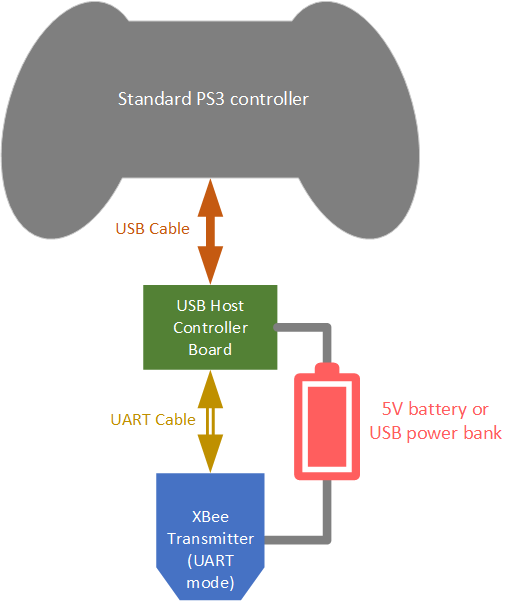 Standard PS3 controller
USB Cable
USB Host
Controller
Board
UART Cable
5V battery or
USB power bank
XBee
Transmitter
(UART
mode)